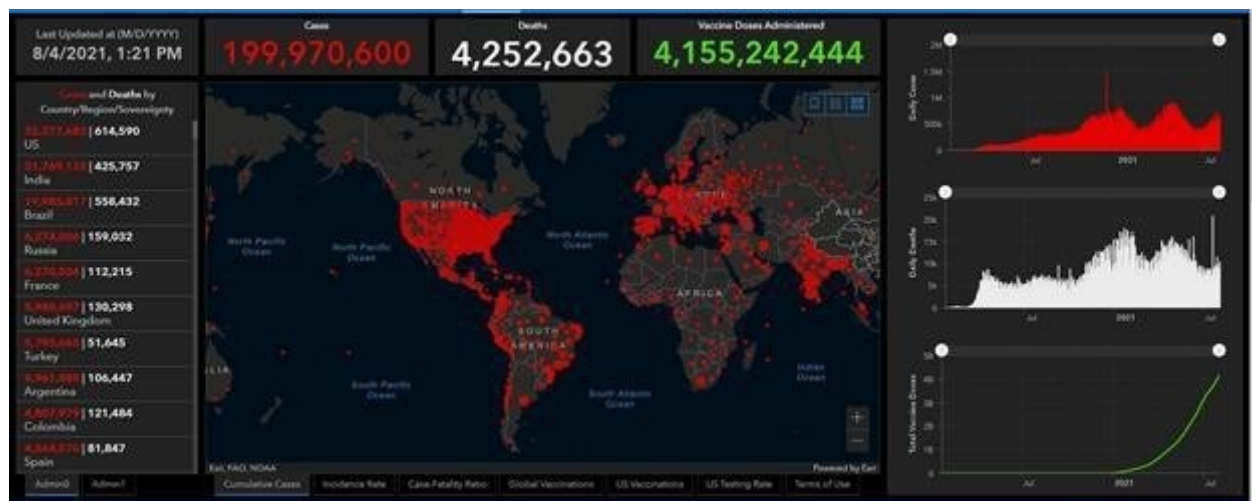 Last Updated at (M/D/YYYY)
8/4/2021, 1:21 PM
Cases
199,970,600
Deaths
4,252,663
Vaccine Doses Administered
4,155,242,444
Cases and Deaths by
Country/Region/Sovereignty
614,590
US
425,757
India
558,432
Brazil
159,032
Russia
112,215
France
130,298
United Kingdom
51,645
Turkey
106,447
Argentina
121,484
Colombia
81,847
Spain
Admin0
Admin1
NORTH
AMERICA
North Pacific
Ocean
North Pacific
Ocean
North Atlantic
Ocean
ASIA
AFRICA
SOUTH
AMERICA
LIA
South Pacific
Ocean
South Atlantic
Ocean
Indian
Ocean
Esri, FAO, NOAA
Powered by Esri
Cumulative Cases
Incidence Rate
Case-Fatality Ratio
Global Vaccinations
US Vaccinations
US Testing Rate
Terms of Use
Daily Cases
2M
1.5M
1M
500k
0
Jul
2021
Jul
Daily Deaths
25k
20k
15k
10k
5k
0
Jul
2021
Jul
Total Vaccine Doses
Jul
2021
Jul